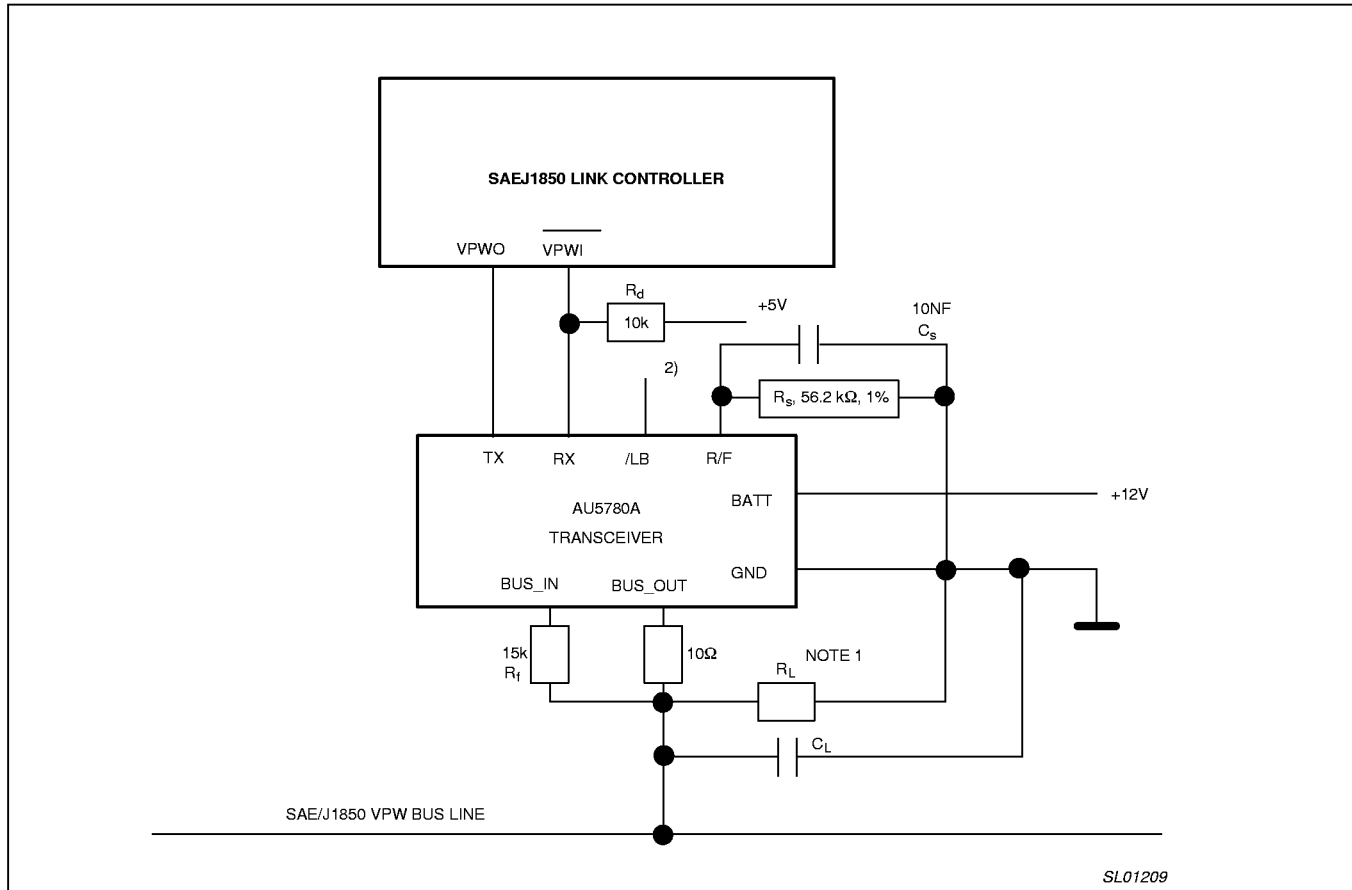 SAEJ1850 LINK CONTROLLER
VPWO
VPWI
Rd
10k
+5V
10NF
Cs
2)
Rs, 56.2 kΩ, 1%
TX
RX
/LB
R/F
BATT
+12V
AU5780A
TRANSCEIVER
GND
BUS_IN
BUS_OUT
15k
Rf
10Ω
NOTE 1
RL
CL
SAE/J1850 VPW BUS LINE
SL01209